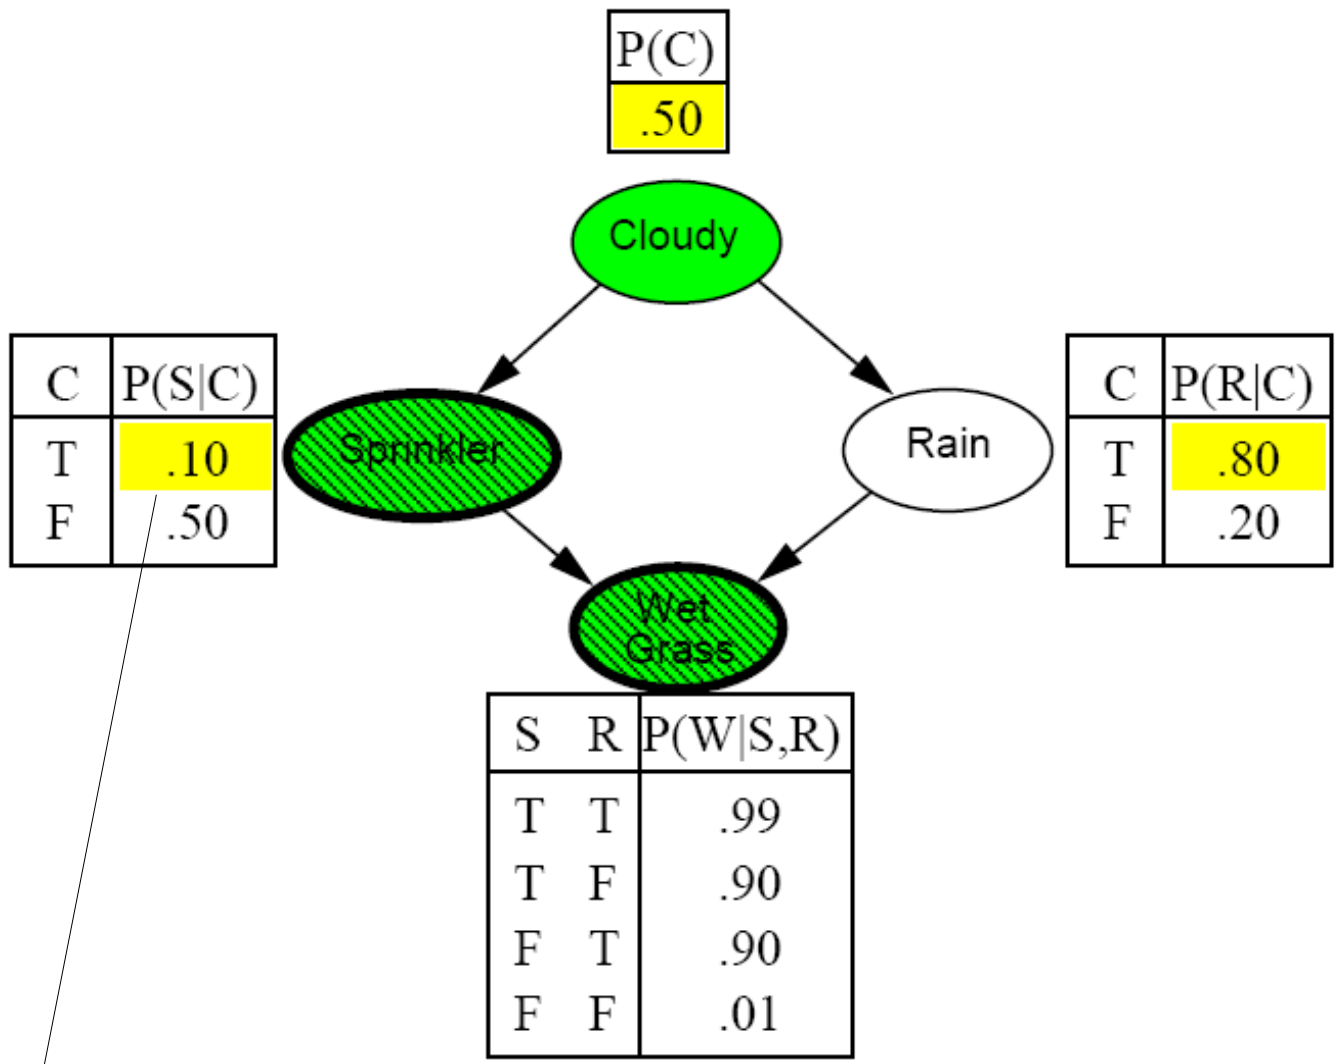 P(C)
.50
Cloudy
C P(S|C)
T .10
F .50
Sprinkler
Rain
C P(R|C)
T .80
F .20
Wet
Grass
S R P(W|S,R)
T T .99
T F .90
F T .90
F F .01